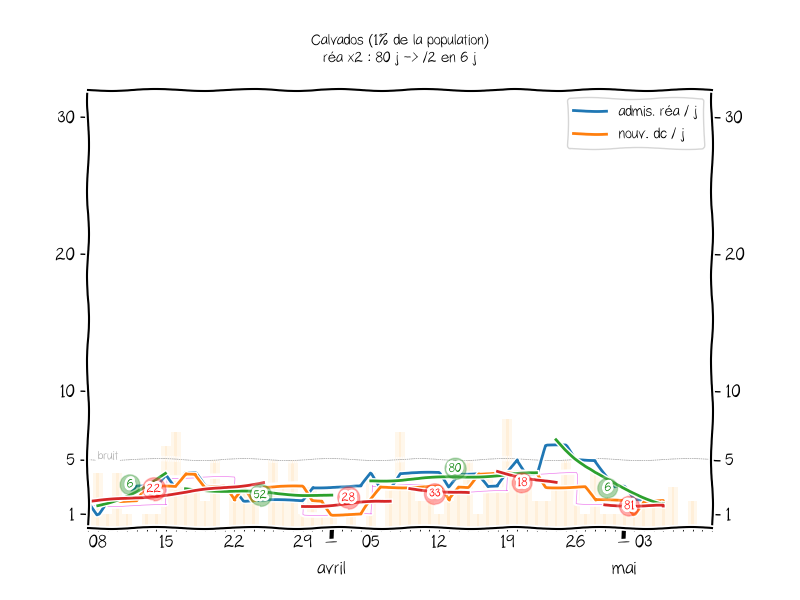 Calvados (1% de la population)
réa x2 : 80 j -> /2 en 6 j
admis. réa / j
nouv. dc / j
30
30
20
20
10
10
bruit
5
5
1
1
6
22
52
28
80
33
18
6
81
08 15 22 29 05 12 19 26 03
avril mai